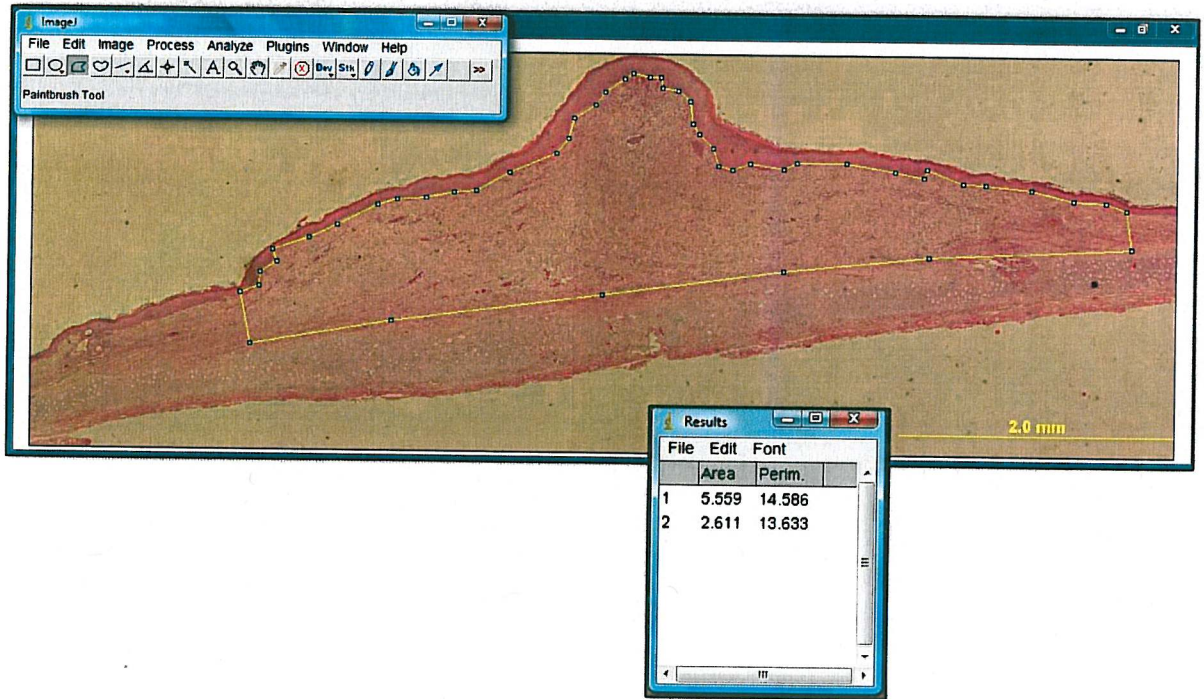 ImageJ
File Edit Image Process Analyze Plugins Window Help
A Dev Stk >>
Paintbrush Tool
2.0 mm
Results
File Edit Font
Area Perim.
1 5.559 14.586
2 2.611 13.633